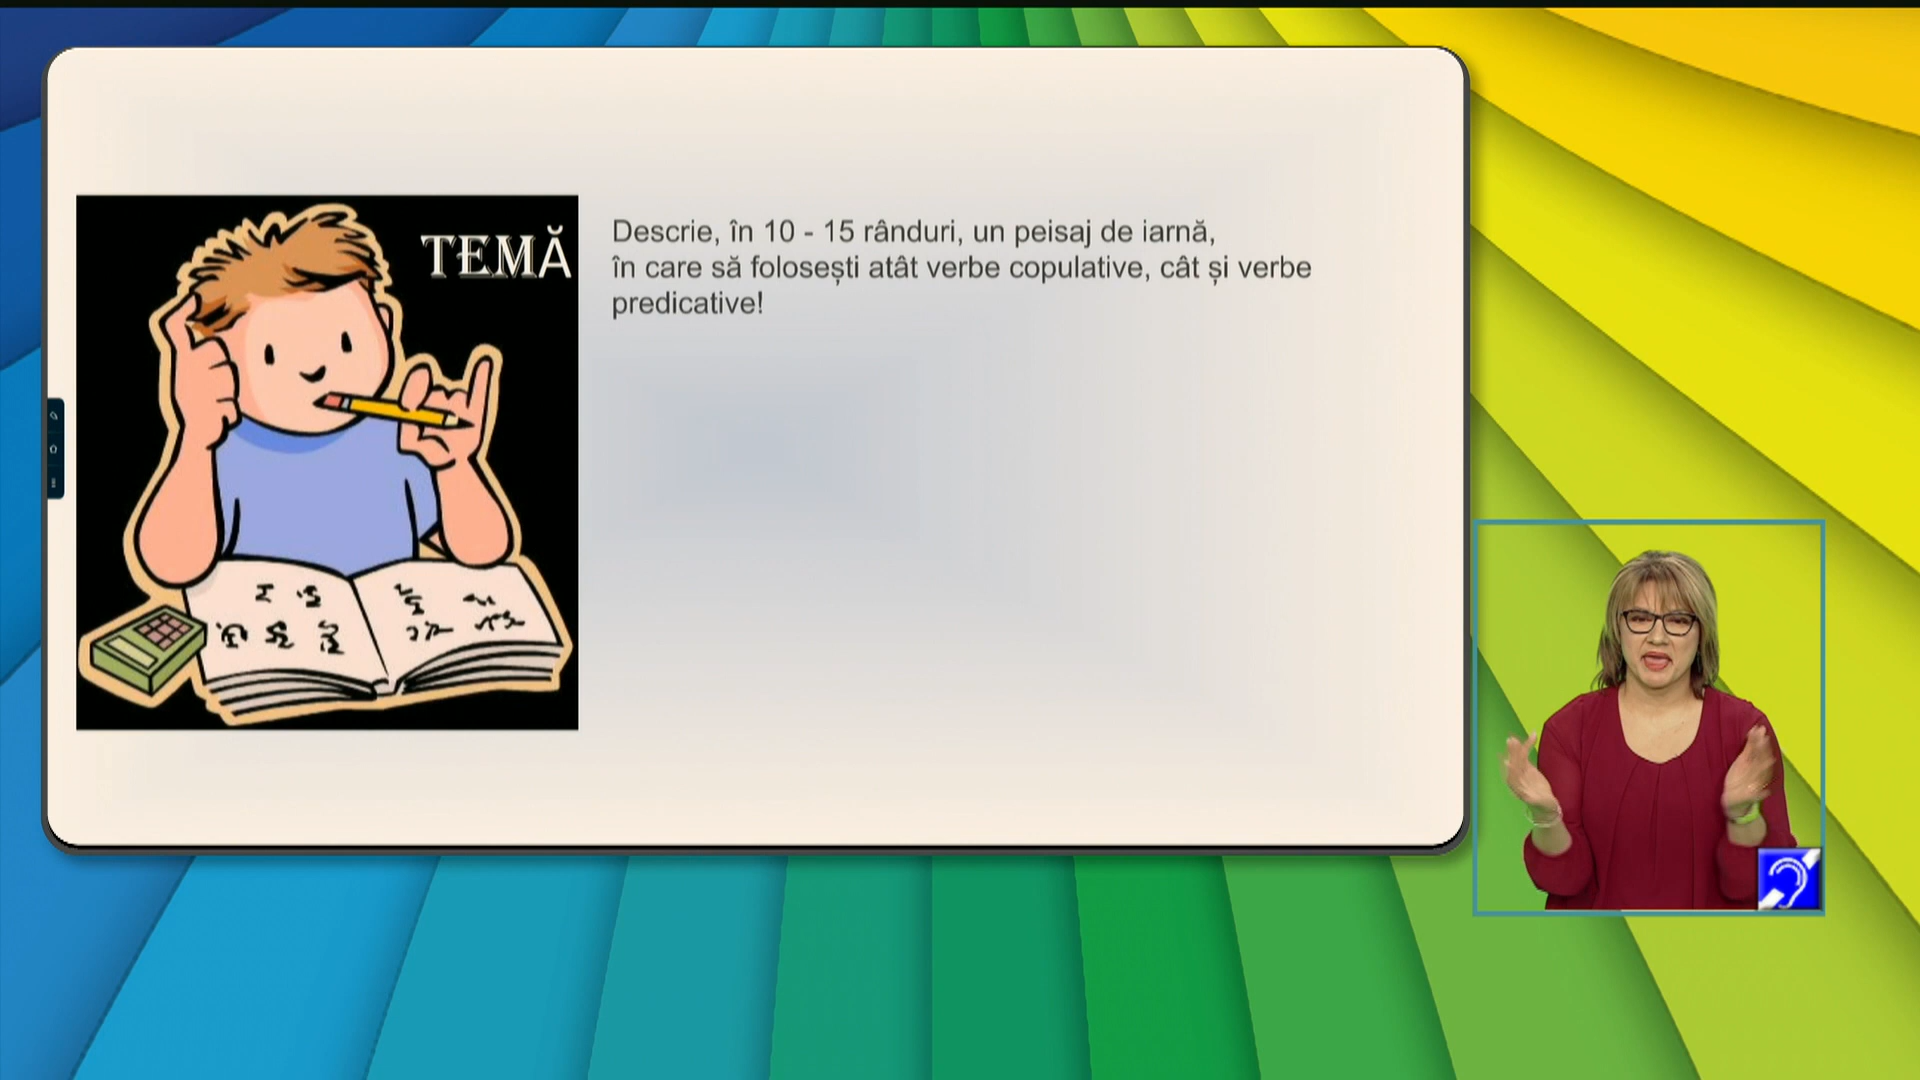 TEMĂ
Descrie, în 10 - 15 rânduri, un peisaj de iarnă,
în care să folosești atât verbe copulative, cât și verbe
predicative!